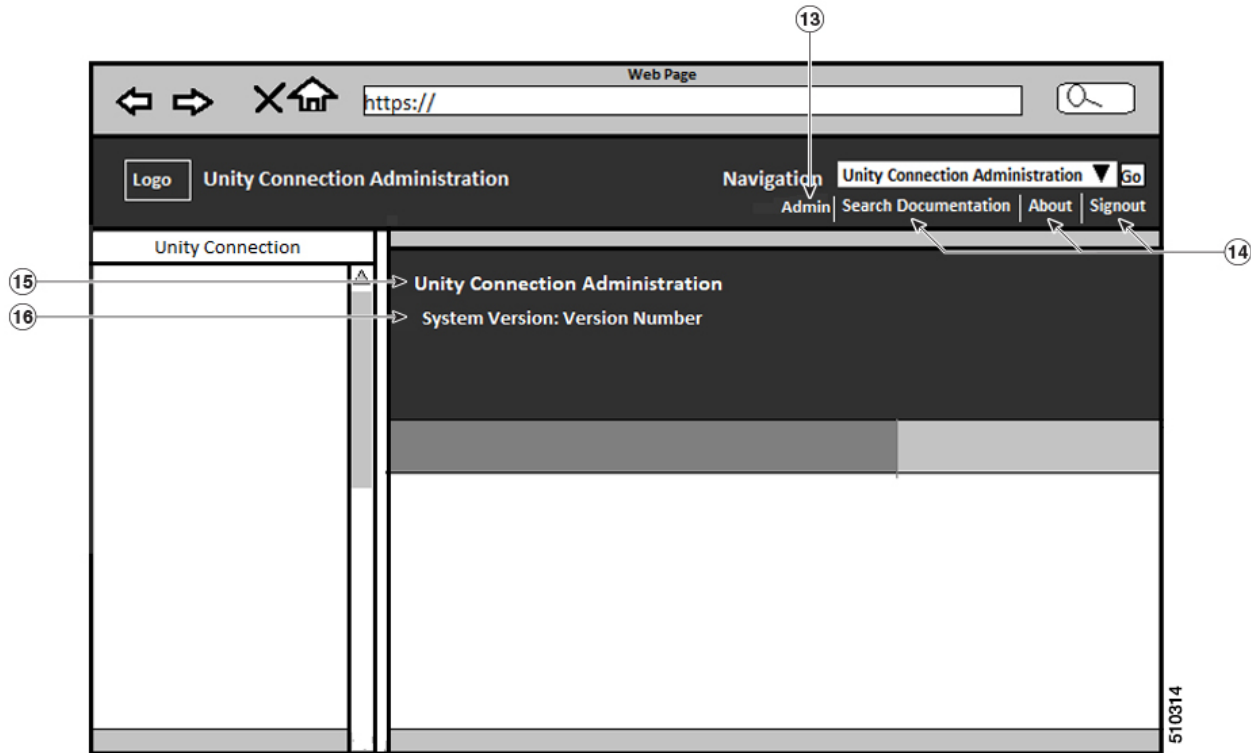 13
Web Page
https://
Logo
Unity Connection Administration
Navigation
Unity Connection Administration
Go
Admin
Search Documentation
About
Signout
14
Unity Connection
15
Unity Connection Administration
16
System Version: Version Number
510314